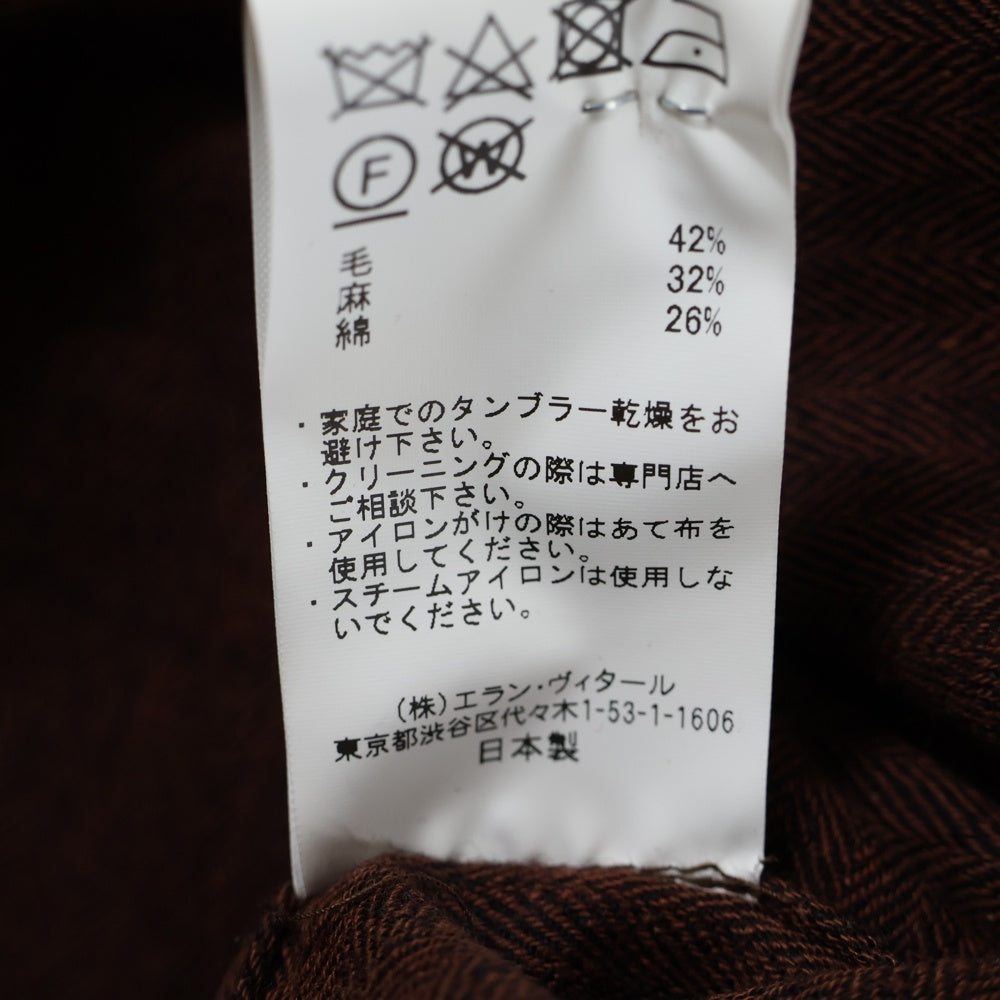 F W
毛 42%
麻 32%
綿 26%
・家庭でのタンブラー乾燥をお
避け下さい。
・クリーニングの際は専門店へ
ご相談下さい。
・アイロンがけの際はあて布を
使用してください。
・スチームアイロンは使用しな
いでください。
(株)エラン・ヴィタール
東京都渋谷区代々木1-53-1-1606
日本製